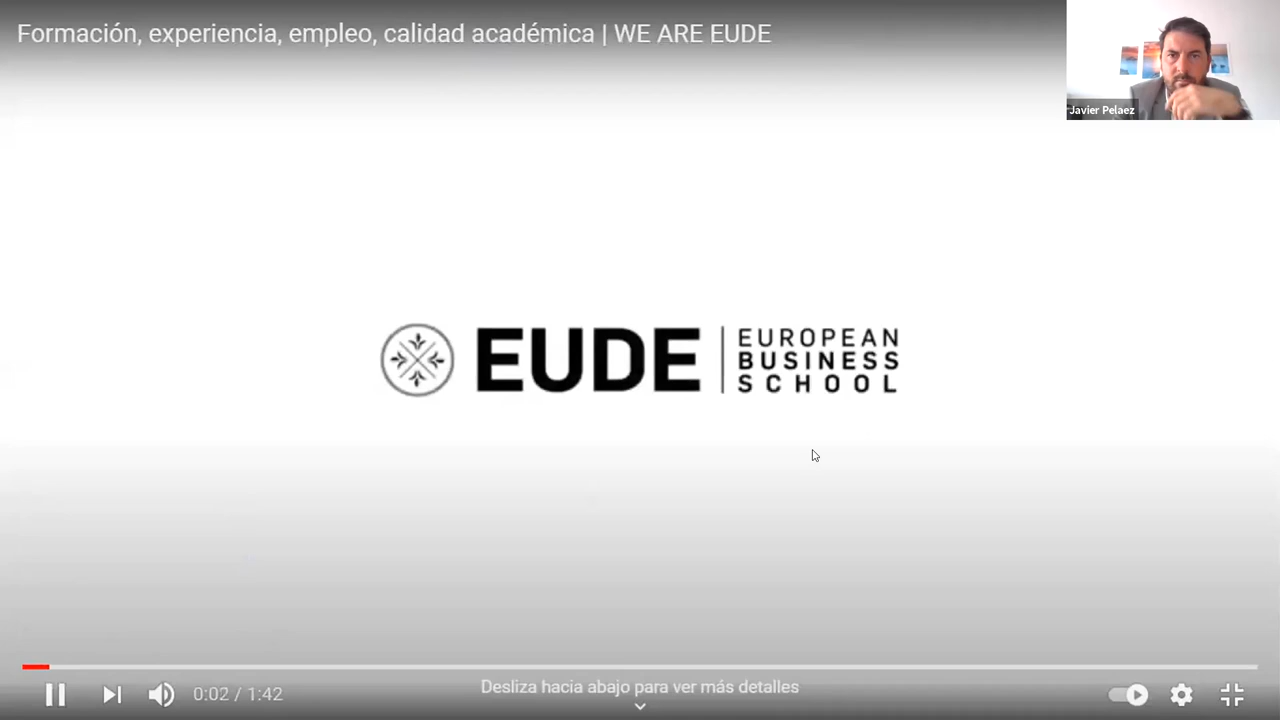 Formación, experiencia, empleo, calidad académica | WE ARE EUDE
Javier Pelaez
EUDE
EUROPEAN
BUSINESS
SCHOOL
0:02 / 1:42
Desliza hacia abajo para ver más detalles